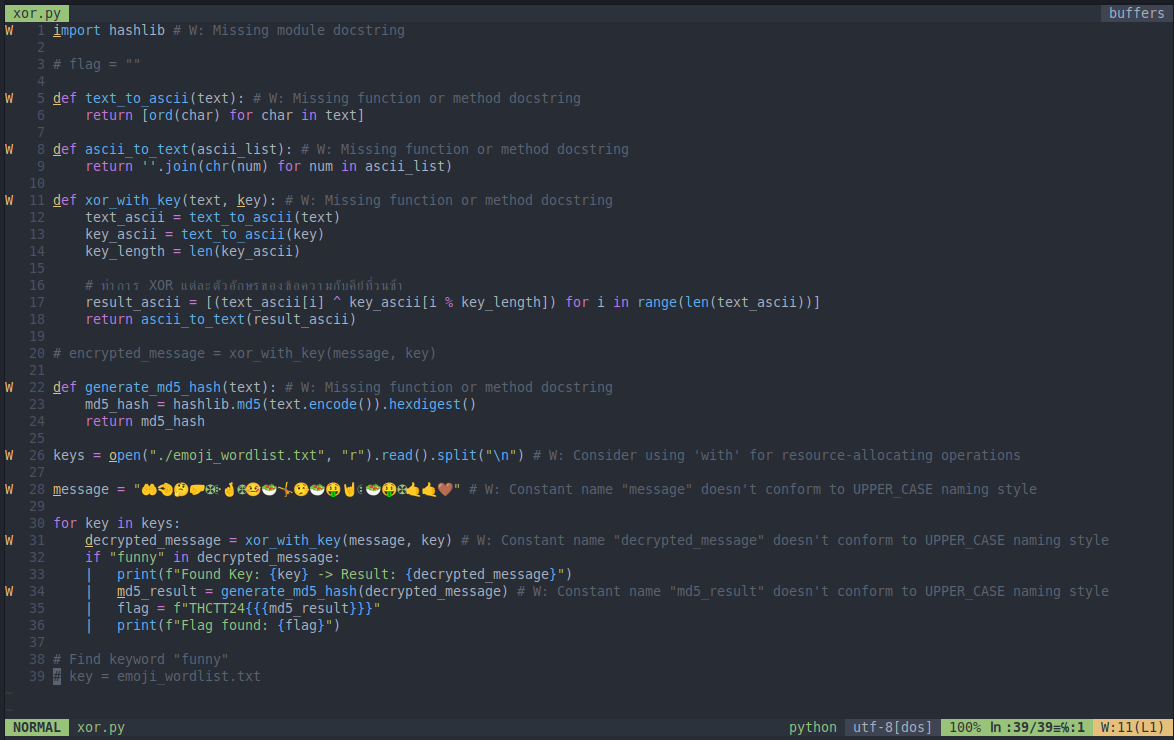 xor.py buffers
W 1 import hashlib # W: Missing module docstring
2
3 # flag = ""
4
W 5 def text_to_ascii(text): # W: Missing function or method docstring
6 return [ord(char) for char in text]
7
W 8 def ascii_to_text(ascii_list): # W: Missing function or method docstring
9 return ''.join(chr(num) for num in ascii_list)
10
W 11 def xor_with_key(text, key): # W: Missing function or method docstring
12 text_ascii = text_to_ascii(text)
13 key_ascii = text_to_ascii(key)
14 key_length = len(key_ascii)
15
16 # ทำการ XOR แต่ละตัวอักษรของข้อความกับคีย์ที่วนซ้ำ
17 result_ascii = [(text_ascii[i] ^ key_ascii[i % key_length]) for i in range(len(text_ascii))]
18 return ascii_to_text(result_ascii)
19
20 # encrypted_message = xor_with_key(message, key)
21
W 22 def generate_md5_hash(text): # W: Missing function or method docstring
23 md5_hash = hashlib.md5(text.encode()).hexdigest()
24 return md5_hash
25
W 26 keys = open("./emoji_wordlist.txt", "r").read().split("\n") # W: Consider using 'with' for resource-allocating operations
27
W 28 message = "" # W: Constant name "message" doesn't conform to UPPER_CASE naming style
29
30 for key in keys:
W 31 decrypted_message = xor_with_key(message, key) # W: Constant name "decrypted_message" doesn't conform to UPPER_CASE naming style
32 if "funny" in decrypted_message:
33 | print(f"Found Key: {key} -> Result: {decrypted_message}")
W 34 | md5_result = generate_md5_hash(decrypted_message) # W: Constant name "md5_result" doesn't conform to UPPER_CASE naming style
35 | flag = f"THCTT24{{{md5_result}}}"
36 | print(f"Flag found: {flag}")
37
38 # Find keyword "funny"
39 # key = emoji_wordlist.txt
~
~
NORMAL xor.py python utf-8[dos] 100% ln :39/39≡℅:1 W:11(L1)